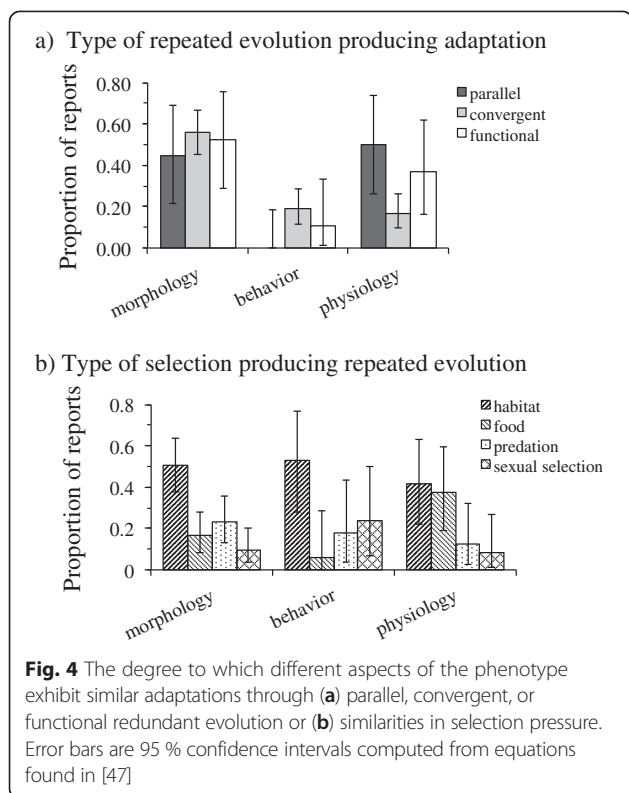 a) Type of repeated evolution producing adaptation
Proportion of reports
0.80
0.60
0.40
0.20
0.00
parallel
convergent
functional
morphology
behavior
physiology
b) Type of selection producing repeated evolution
Proportion of reports
0.8
0.6
0.4
0.2
0
habitat
food
predation
sexual selection
morphology
behavior
physiology
Fig. 4 The degree to which different aspects of the phenotype
exhibit similar adaptations through (a) parallel, convergent, or
functional redundant evolution or (b) similarities in selection pressure.
Error bars are 95 % confidence intervals computed from equations
found in [47]